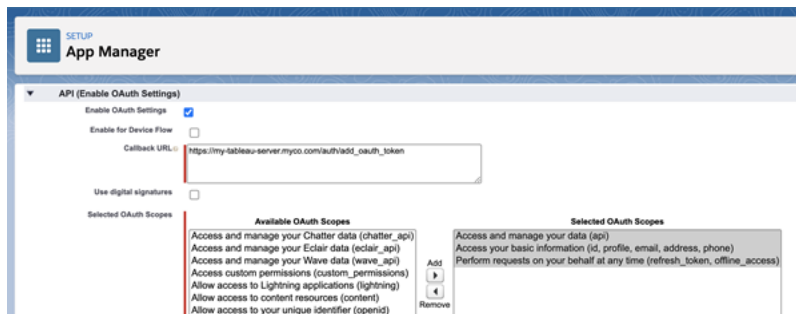 SETUP
App Manager
API (Enable OAuth Settings)
Enable OAuth Settings
Enable for Device Flow
Callback URL
https://my-tableau-server.myco.com/auth/add_oauth_token
Use digital signatures
Selected OAuth Scopes
Available OAuth Scopes
Access and manage your Chatter data (chatter_api)
Access and manage your Eclair data (eclair_api)
Access and manage your Wave data (wave_api)
Access custom permissions (custom_permissions)
Allow access to Lightning applications (lightning)
Allow access to content resources (content)
Allow access to your unique identifier (openid)
Add
Remove
Selected OAuth Scopes
Access and manage your data (api)
Access your basic information (id, profile, email, address, phone)
Perform requests on your behalf at any time (refresh_token, offline_access)